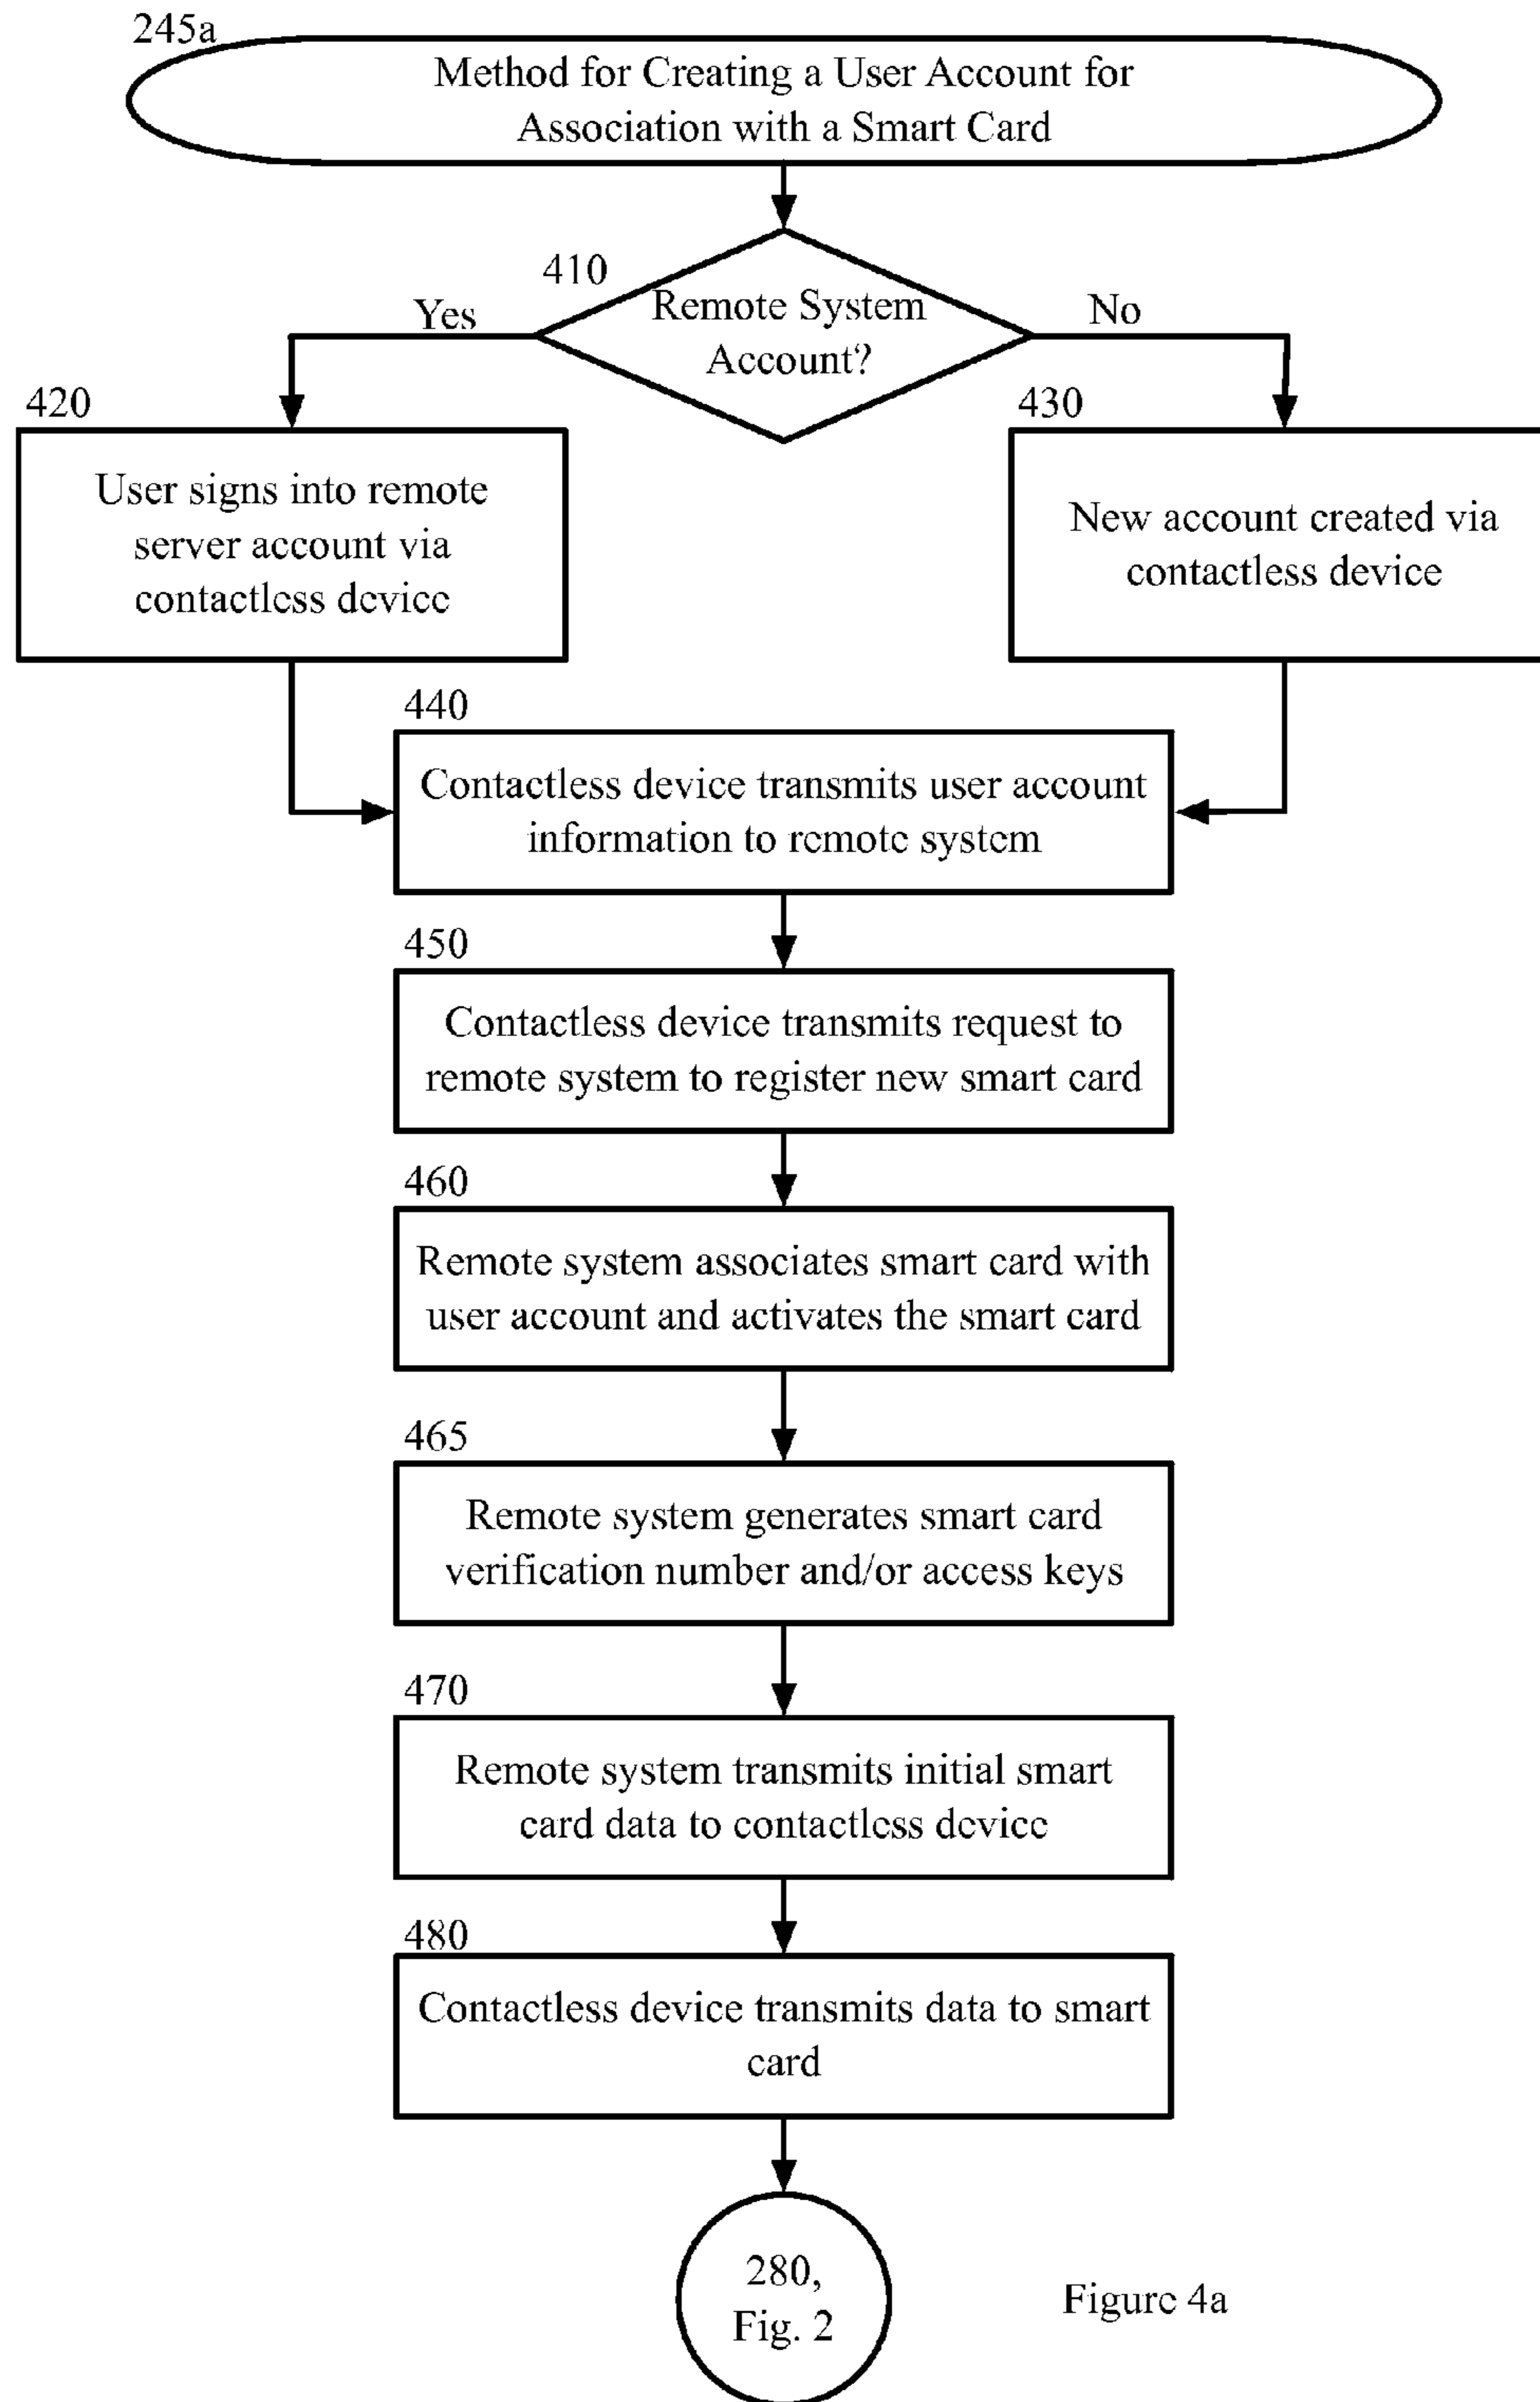 245a
Method for Creating a User Account for
Association with a Smart Card
410
Remote System
Account?
Yes
No
420
User signs into remote
server account via
contactless device
430
New account created via
contactless device
440
Contactless device transmits user account
information to remote system
450
Contactless device transmits request to
remote system to register new smart card
460
Remote system associates smart card with
user account and activates the smart card
465
Remote system generates smart card
verification number and/or access keys
470
Remote system transmits initial smart
card data to contactless device
480
Contactless device transmits data to smart
card
280,
Fig. 2
Figure 4a